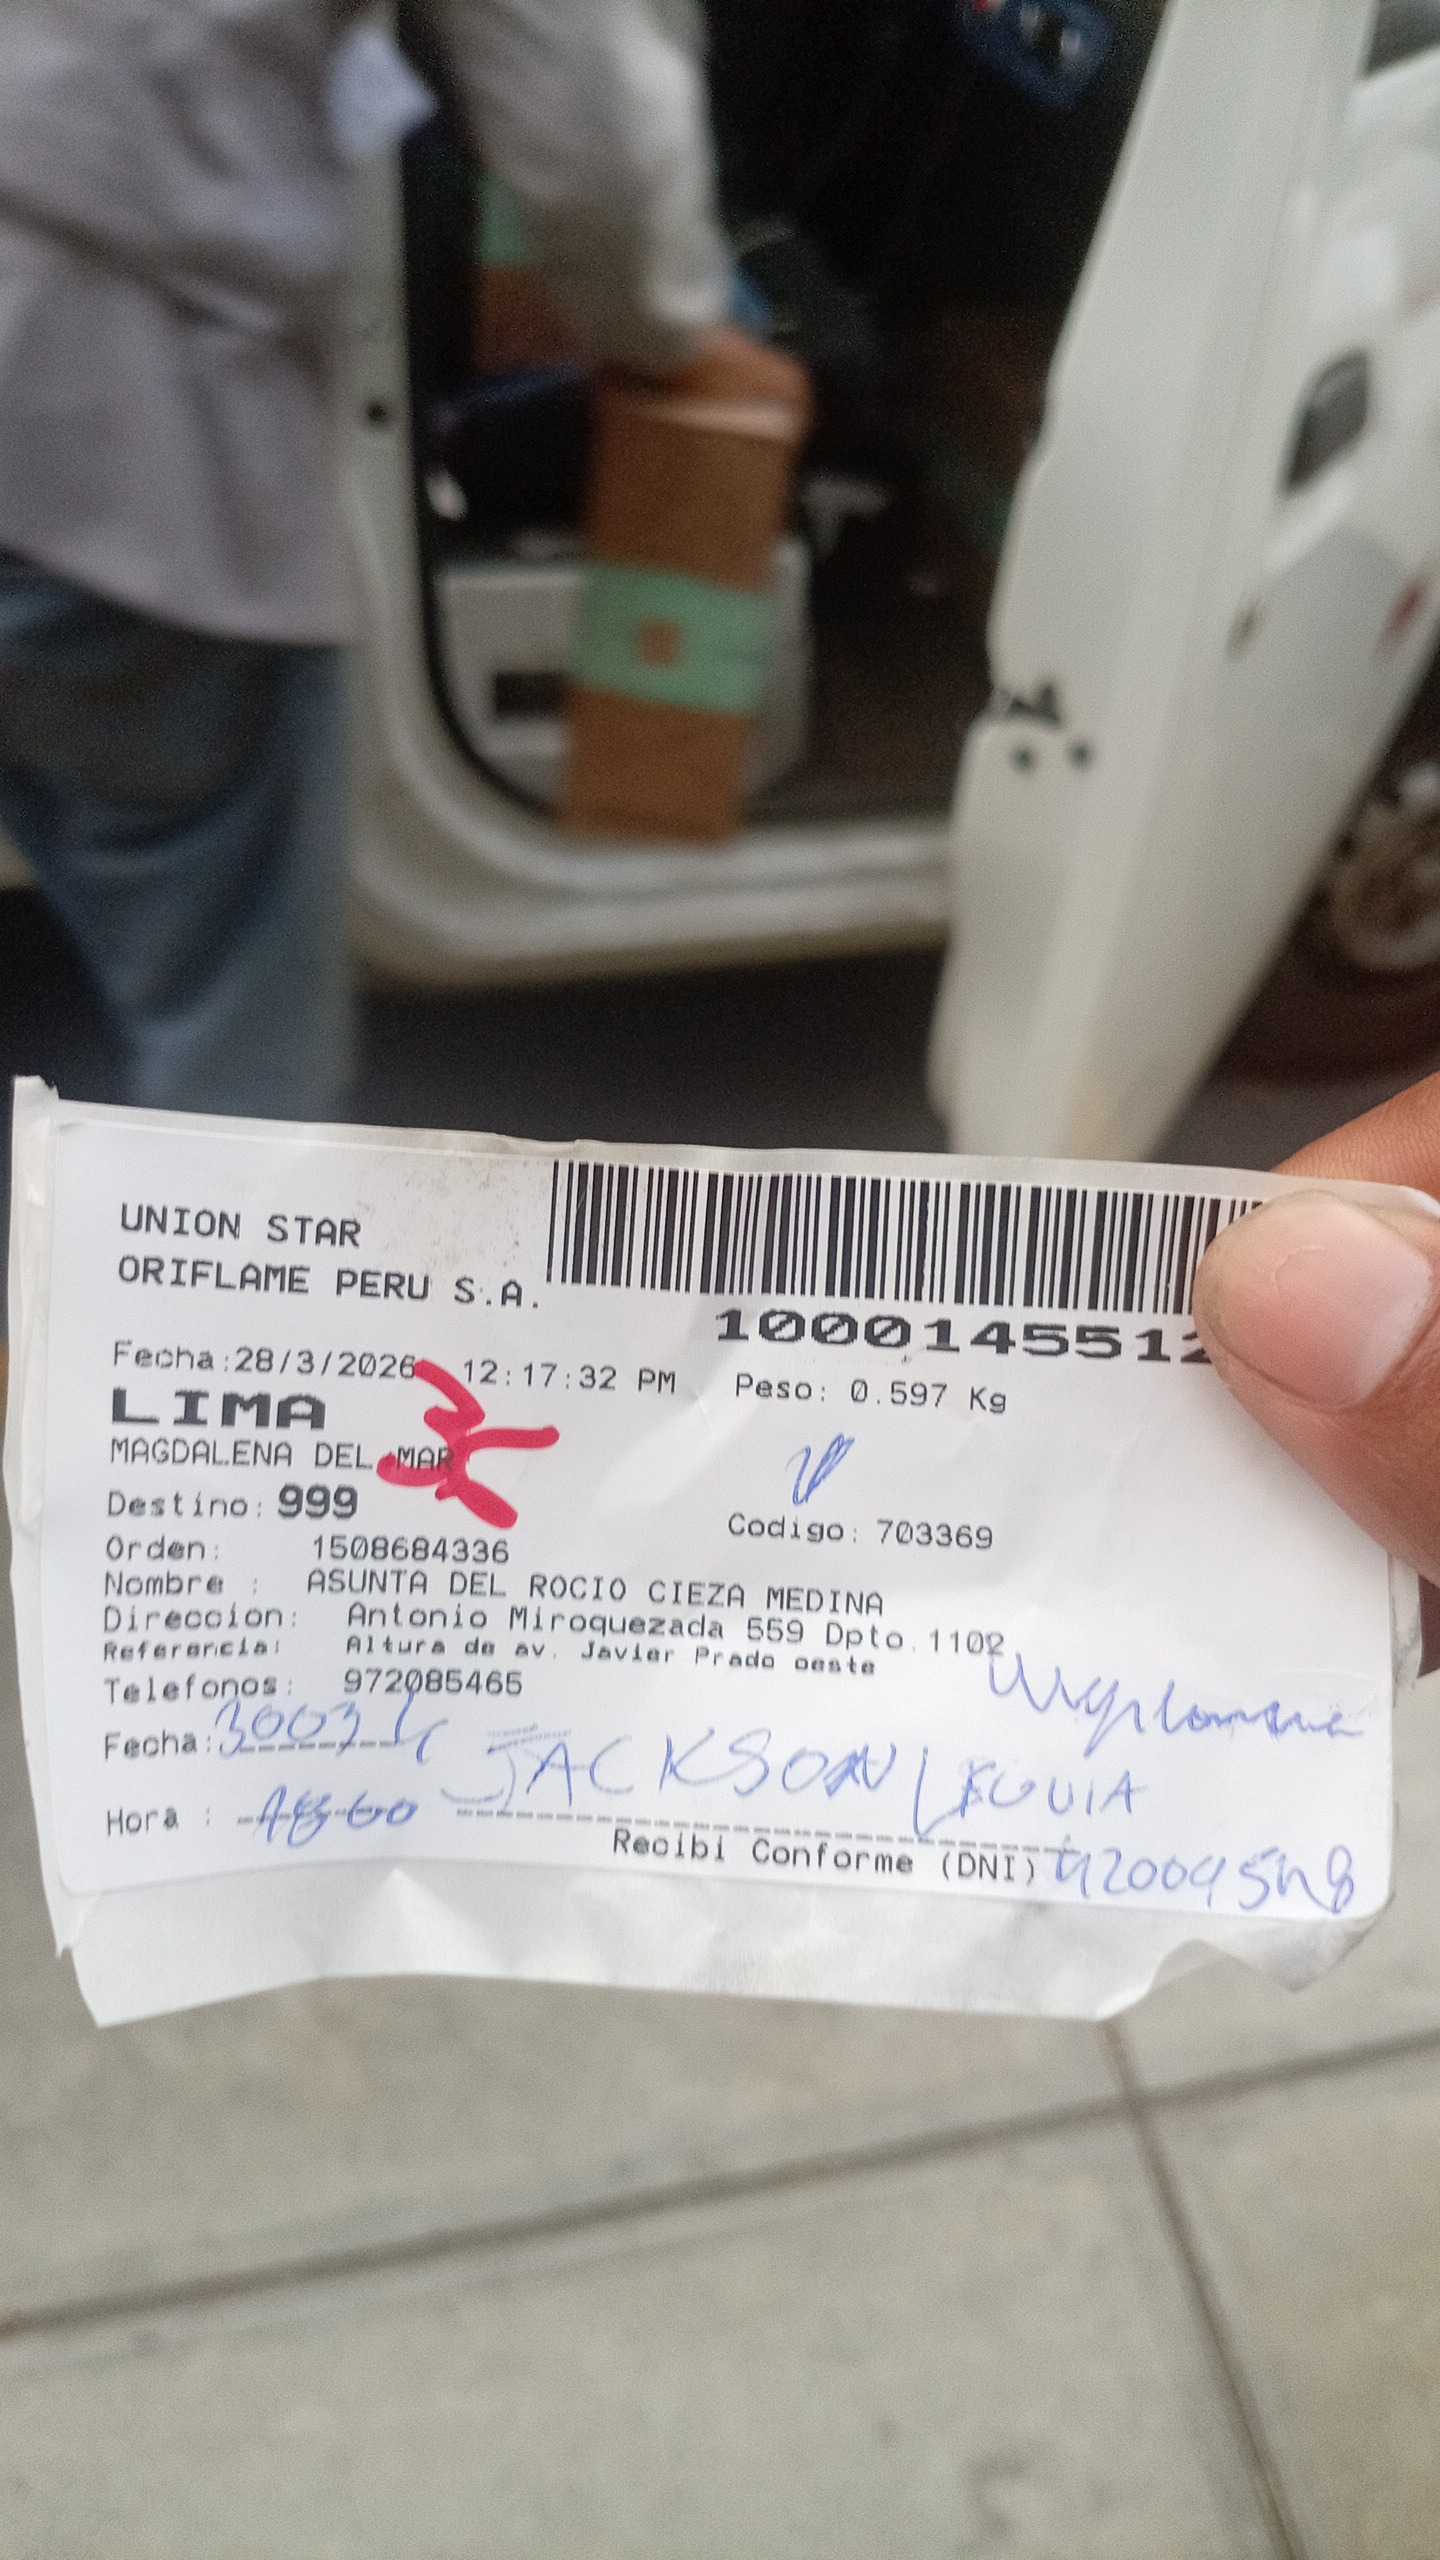 UNION STAR
ORIFLAME PERU S.A.
1000145512
Fecha:28/3/2026 12:17:32 PM Peso: 0.597 Kg
LIMA
MAGDALENA DEL MAR
Destino: 999
Codigo: 703369
Orden: 1508684336
Nombre : ASUNTA DEL ROCIO CIEZA MEDINA
Direccion: Antonio Miroquezada 559 Dpto.1102
Referencia: Altura de av. Javier Prado oeste
Telefonos: 972085465
Fecha:
JACKSON LEGUIA
Hora :
Recibi Conforme (DNI)